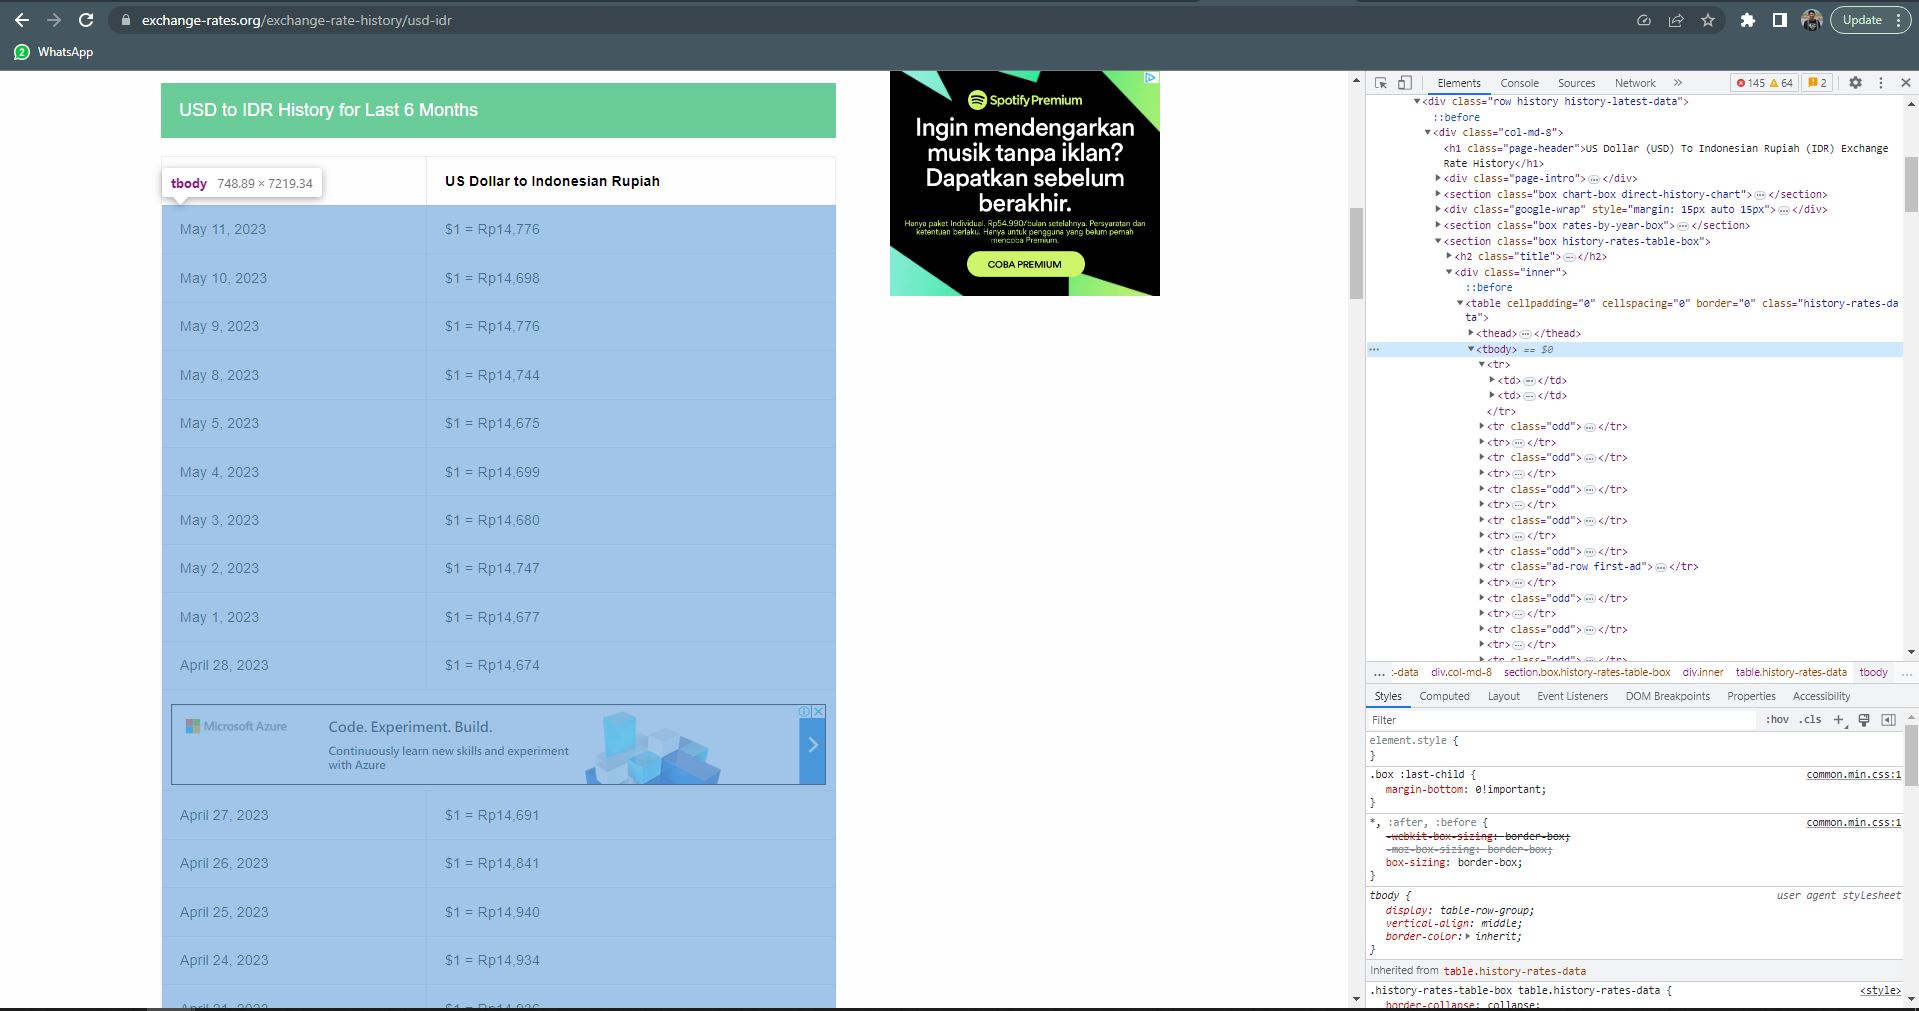 exchange-rates.org/exchange-rate-history/usd-idr
Update
2 WhatsApp
USD to IDR History for Last 6 Months
tbody 748.89 × 7219.34
US Dollar to Indonesian Rupiah
May 11, 2023 $1 = Rp14,776
May 10, 2023 $1 = Rp14,698
May 9, 2023 $1 = Rp14,776
May 8, 2023 $1 = Rp14,744
May 5, 2023 $1 = Rp14,675
May 4, 2023 $1 = Rp14,699
May 3, 2023 $1 = Rp14,680
May 2, 2023 $1 = Rp14,747
May 1, 2023 $1 = Rp14,677
April 28, 2023 $1 = Rp14,674
Microsoft Azure
Code. Experiment. Build.
Continuously learn new skills and experiment
with Azure
April 27, 2023 $1 = Rp14,691
April 26, 2023 $1 = Rp14,841
April 25, 2023 $1 = Rp14,940
April 24, 2023 $1 = Rp14,934
Spotify Premium
Ingin mendengarkan
musik tanpa iklan?
Dapatkan sebelum
berakhir.
Hanya paket Individual. Rp54.990/bulan setelahnya. Persyaratan dan
ketentuan berlaku. Hanya untuk pengguna yang belum pernah
mencoba Premium.
COBA PREMIUM
Elements Console Sources Network » 145 64 2
<div class="row history history-latest-data">
::before
<div class="col-md-8">
<h1 class="page-header">US Dollar (USD) To Indonesian Rupiah (IDR) Exchange
Rate History</h1>
<div class="page-intro">…</div>
<section class="box chart-box direct-history-chart">…</section>
<div class="google-wrap" style="margin: 15px auto 15px">…</div>
<section class="box rates-by-year-box">…</section>
<section class="box history-rates-table-box">
<h2 class="title">…</h2>
<div class="inner">
::before
<table cellpadding="0" cellspacing="0" border="0" class="history-rates-da
ta">
<thead>…</thead>
… <tbody> == $0
<tr>
<td>…</td>
<td>…</td>
</tr>
<tr class="odd">…</tr>
<tr>…</tr>
<tr class="odd">…</tr>
<tr>…</tr>
<tr class="odd">…</tr>
<tr>…</tr>
<tr class="odd">…</tr>
<tr>…</tr>
<tr class="odd">…</tr>
<tr class="ad-row first-ad">…</tr>
<tr>…</tr>
<tr class="odd">…</tr>
<tr>…</tr>
<tr class="odd">…</tr>
<tr>…</tr>
<tr class="odd">…</tr>
… :-data div.col-md-8 section.box.history-rates-table-box div.inner table.history-rates-data tbody …
Styles Computed Layout Event Listeners DOM Breakpoints Properties Accessibility
Filter :hov .cls +
element.style {
}
.box :last-child { common.min.css:1
margin-bottom: 0!important;
}
*, :after, :before { common.min.css:1
-webkit-box-sizing: border-box;
-moz-box-sizing: border-box;
box-sizing: border-box;
}
tbody { user agent stylesheet
display: table-row-group;
vertical-align: middle;
border-color: inherit;
}
Inherited from table.history-rates-data
.history-rates-table-box table.history-rates-data { <style>
border-collapse: collapse;